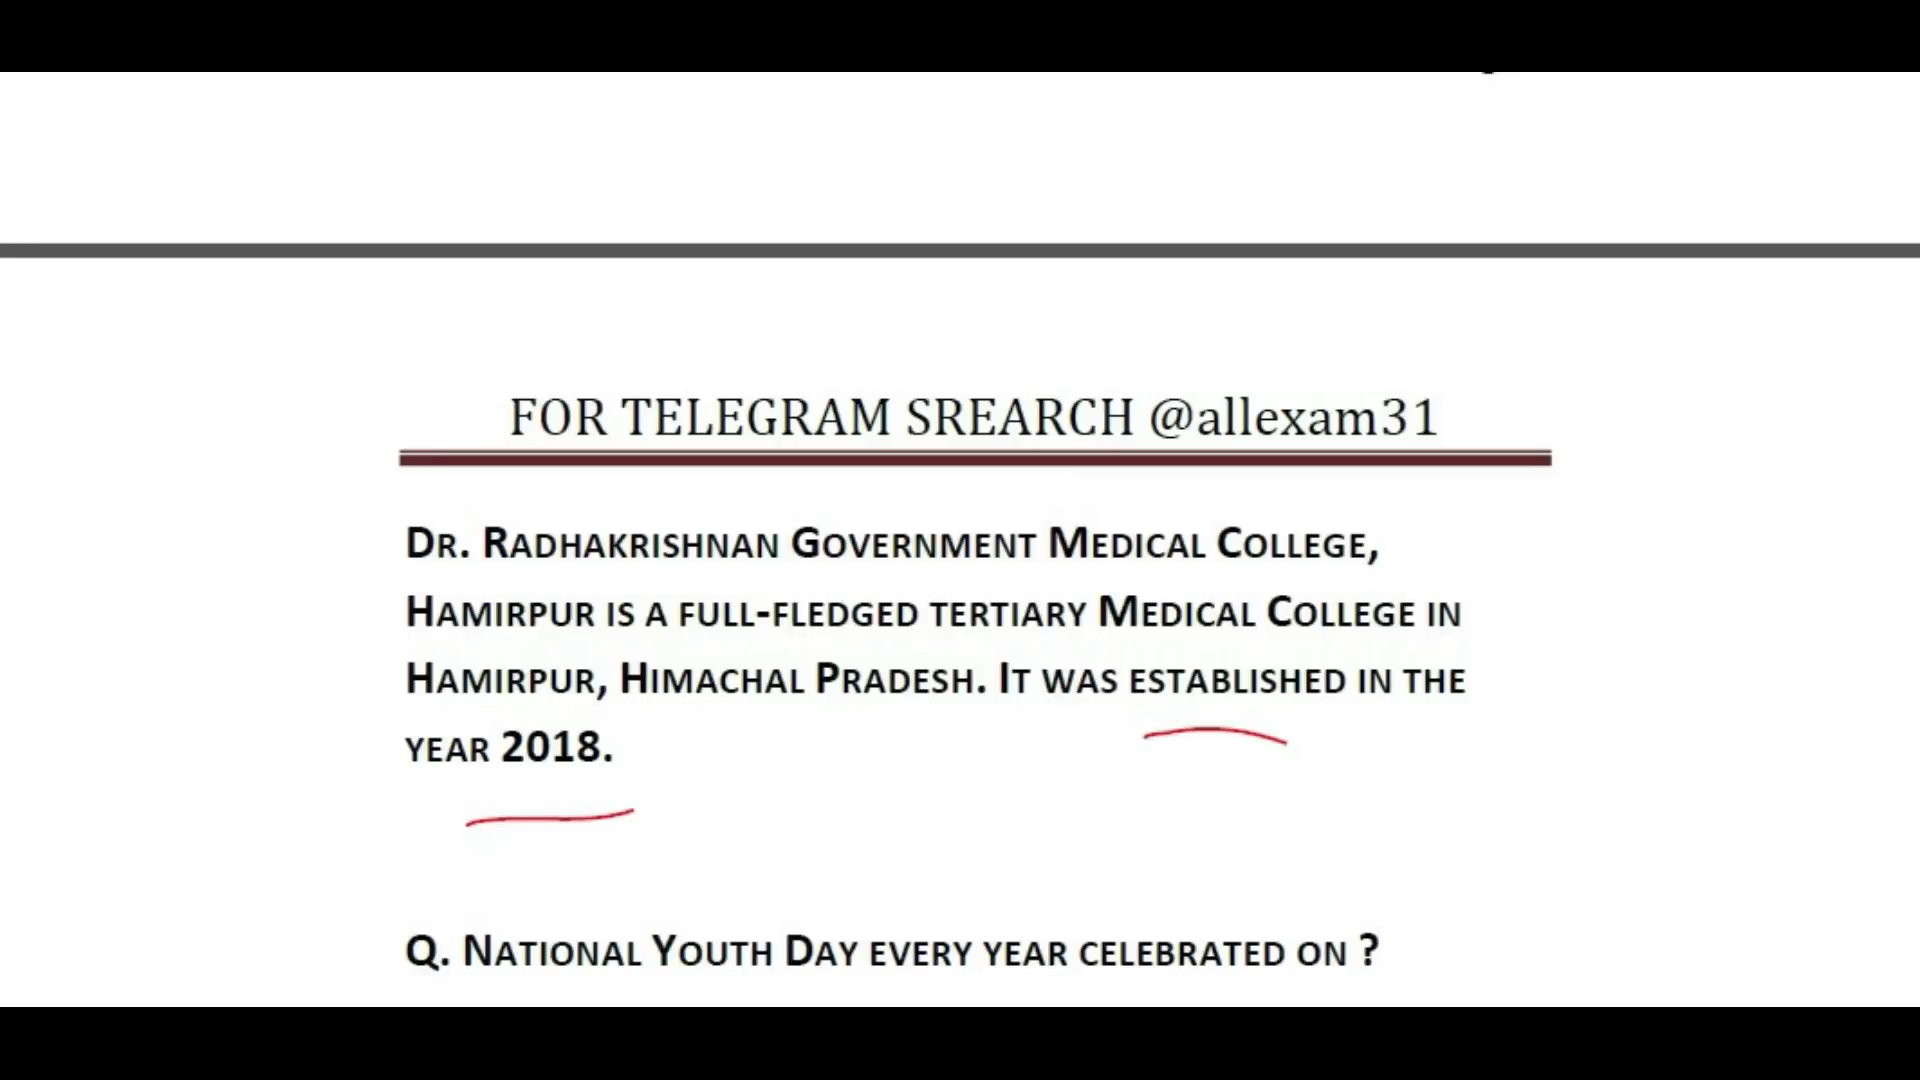 FOR TELEGRAM SREARCH @allexam31
DR. RADHAKRISHNAN GOVERNMENT MEDICAL COLLEGE,
HAMIRPUR IS A FULL-FLEDGED TERTIARY MEDICAL COLLEGE IN
HAMIRPUR, HIMACHAL PRADESH. IT WAS ESTABLISHED IN THE
YEAR 2018.
Q. NATIONAL YOUTH DAY EVERY YEAR CELEBRATED ON ?